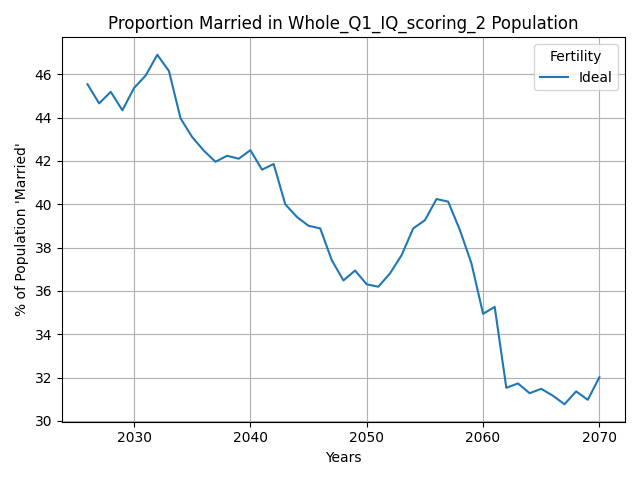 Proportion Married in Whole_Q1_IQ_scoring_2 Population
Fertility
Ideal
% of Population 'Married'
46
44
42
40
38
36
34
32
30
2030
2040
2050
2060
2070
Years